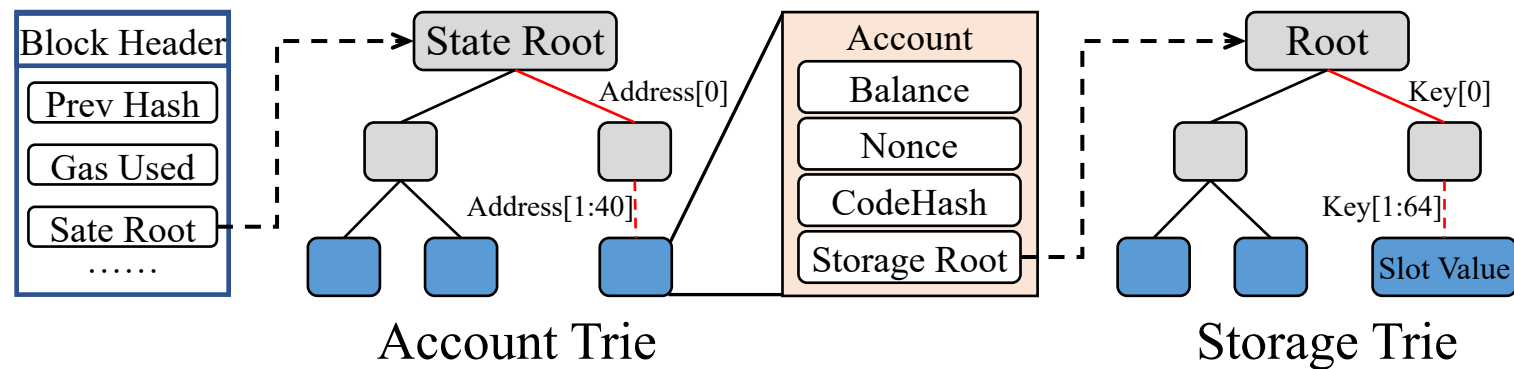 Block Header
Prev Hash
Gas Used
Sate Root
......
State Root
Address[0]
Address[1:40]
Account Trie
Account
Balance
Nonce
CodeHash
Storage Root
Root
Key[0]
Key[1:64]
Slot Value
Storage Trie